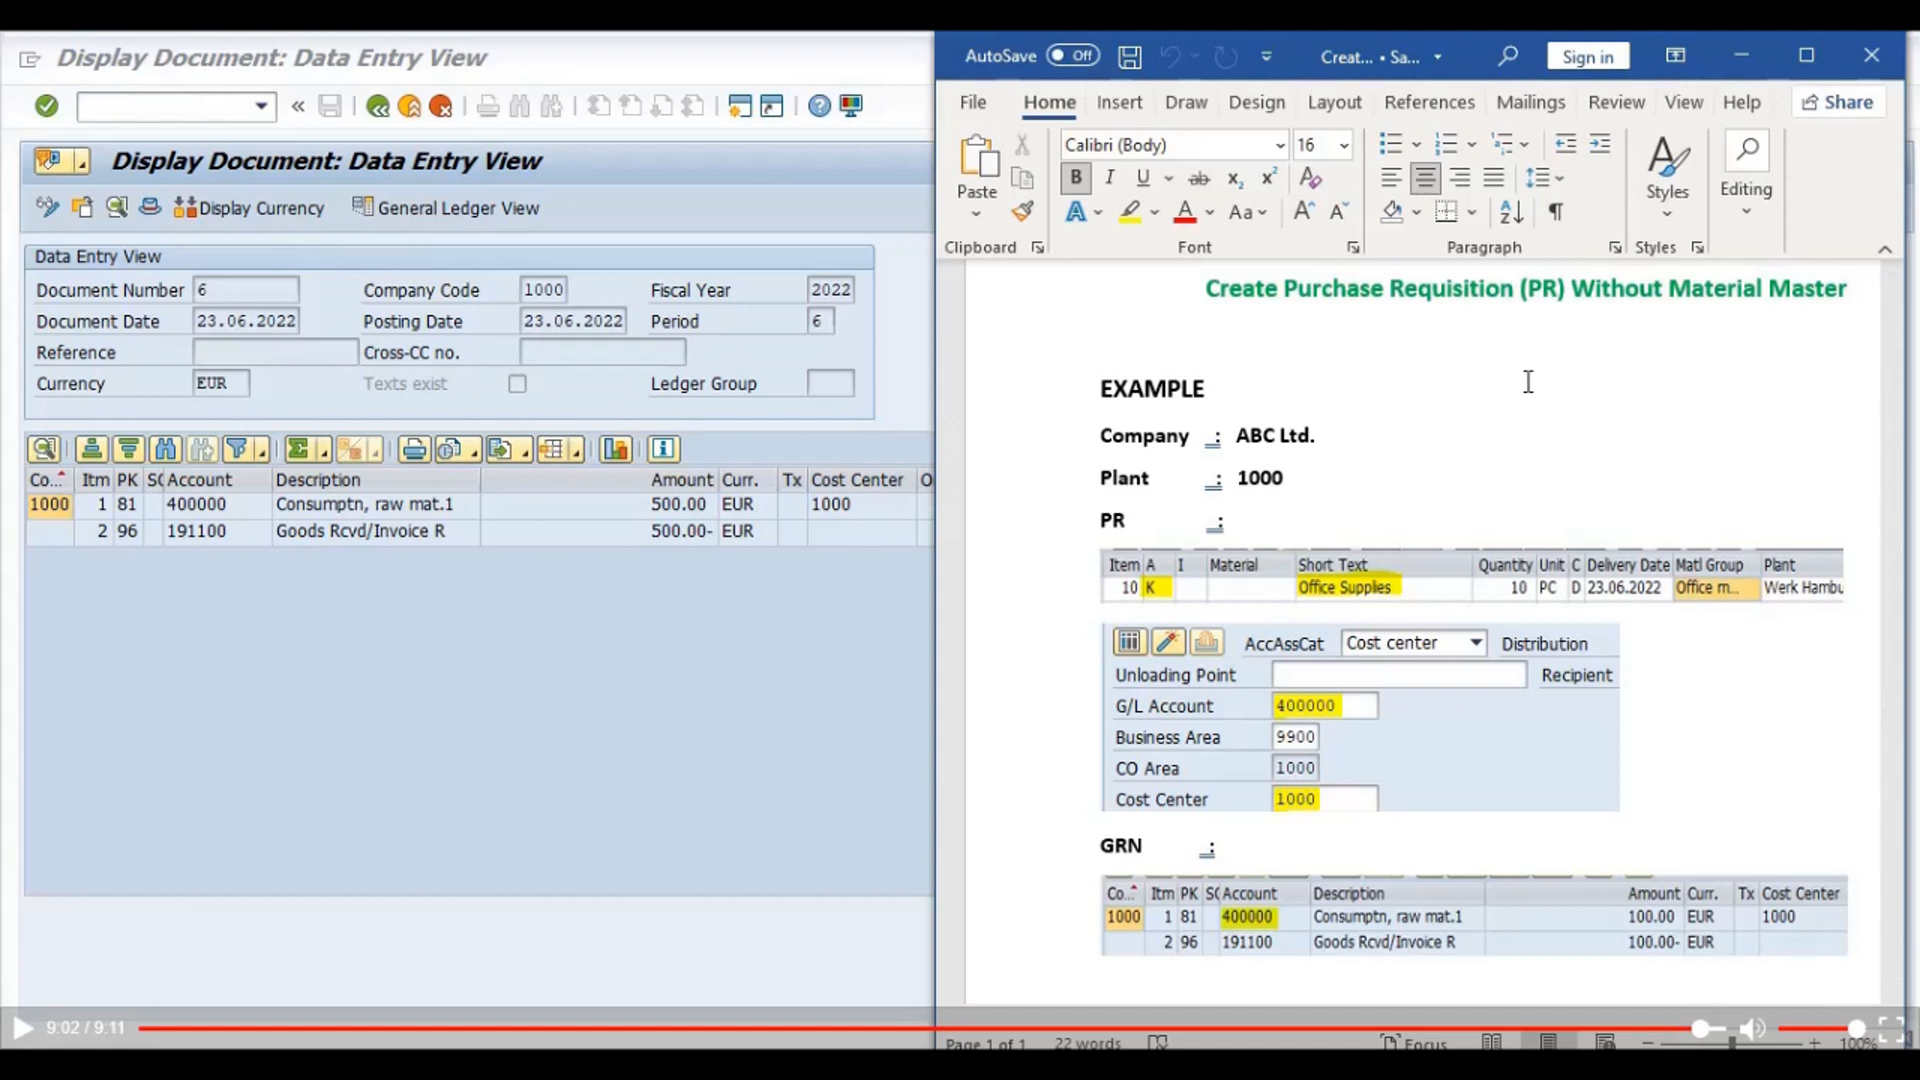 Display Document: Data Entry View
Display Document: Data Entry View
Display Currency General Ledger View
Data Entry View
Document Number 6 Company Code 1000 Fiscal Year 2022
Document Date 23.06.2022 Posting Date 23.06.2022 Period 6
Reference Cross-CC no.
Currency EUR Texts exist Ledger Group
Co... Itm PK SG Account Description Amount Curr. Tx Cost Center O
1000 1 81 400000 Consumptn, raw mat.1 500.00 EUR 1000
2 96 191100 Goods Rcvd/Invoice R 500.00- EUR
AutoSave Off Creat... • Sa... Sign in
File Home Insert Draw Design Layout References Mailings Review View Help Share
Paste Calibri (Body) 16 Styles Editing
Clipboard Font Paragraph Styles
Create Purchase Requisition (PR) Without Material Master
EXAMPLE
Company : ABC Ltd.
Plant : 1000
PR :
Item A I Material Short Text Quantity Unit C Delivery Date Matl Group Plant
10 K Office Supplies 10 PC D 23.06.2022 Office m... Werk Hambu
AccAssCat Cost center Distribution
Unloading Point Recipient
G/L Account 400000
Business Area 9900
CO Area 1000
Cost Center 1000
GRN :
Co... Itm PK SG Account Description Amount Curr. Tx Cost Center
1000 1 81 400000 Consumptn, raw mat.1 100.00 EUR 1000
2 96 191100 Goods Rcvd/Invoice R 100.00- EUR
9:02 / 9:11
Page 1 of 1 22 words Focus 100%